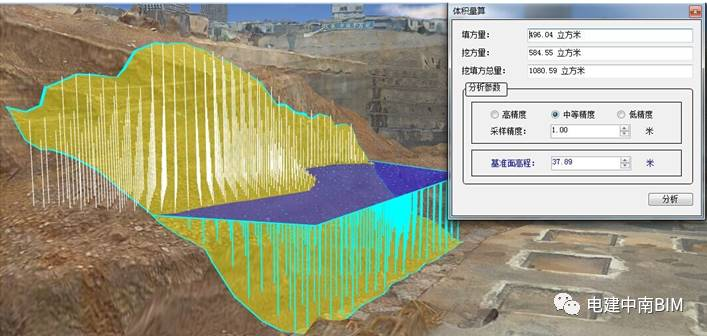 体积量算
填方量:
496.04 立方米
挖方量:
584.55 立方米
挖填方总量:
1080.59 立方米
分析参数
高精度
中等精度
低精度
采样精度:
1.00
米
基准面高程:
37.89
米
分析
电建中南BIM